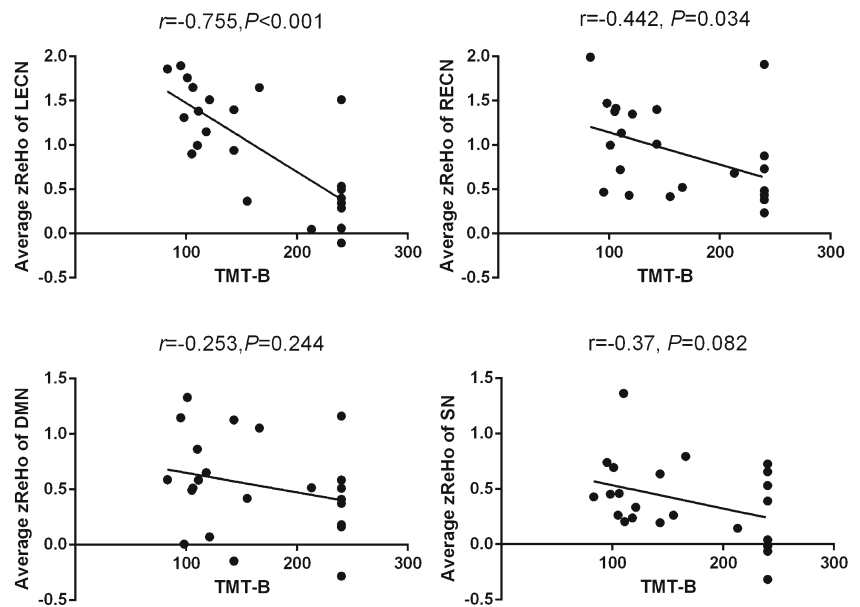 r=-0.755,P<0.001
2.0
1.5
1.0
0.5
0.0
-0.5
Average zReHo of LECN
100
200
300
TMT-B
r=-0.442, P=0.034
2.0
1.5
1.0
0.5
0.0
-0.5
Average zReHo of RECN
100
200
300
TMT-B
r=-0.253,P=0.244
1.5
1.0
0.5
0.0
-0.5
Average zReHo of DMN
100
200
300
TMT-B
r=-0.37, P=0.082
1.5
1.0
0.5
0.0
-0.5
Average zReHo of SN
100
200
300
TMT-B